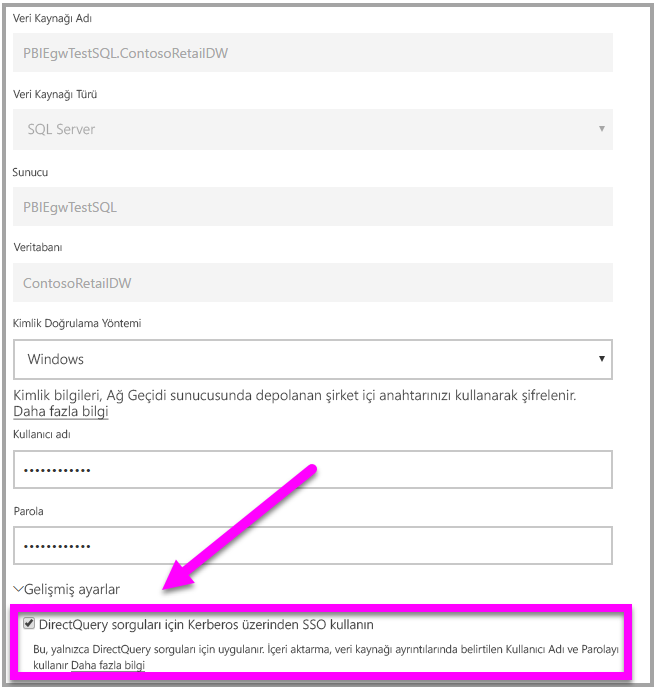 Veri Kaynağı Adı
PBIEgwTestSQL.ContosoRetailDW
Veri Kaynağı Türü
SQL Server
Sunucu
PBIEgwTestSQL
Veritabanı
ContosoRetailDW
Kimlik Doğrulama Yöntemi
Windows
Kimlik bilgileri, Ağ Geçidi sunucusunda depolanan şirket içi anahtarınızı kullanarak şifrelenir.
Daha fazla bilgi
Kullanıcı adı
••••••••••••
Parola
••••••••••••
Gelişmiş ayarlar
DirectQuery sorguları için Kerberos üzerinden SSO kullanın
Bu, yalnızca DirectQuery sorguları için uygulanır. İçeri aktarma, veri kaynağı ayrıntılarında belirtilen Kullanıcı Adı ve Parolayı
kullanır Daha fazla bilgi